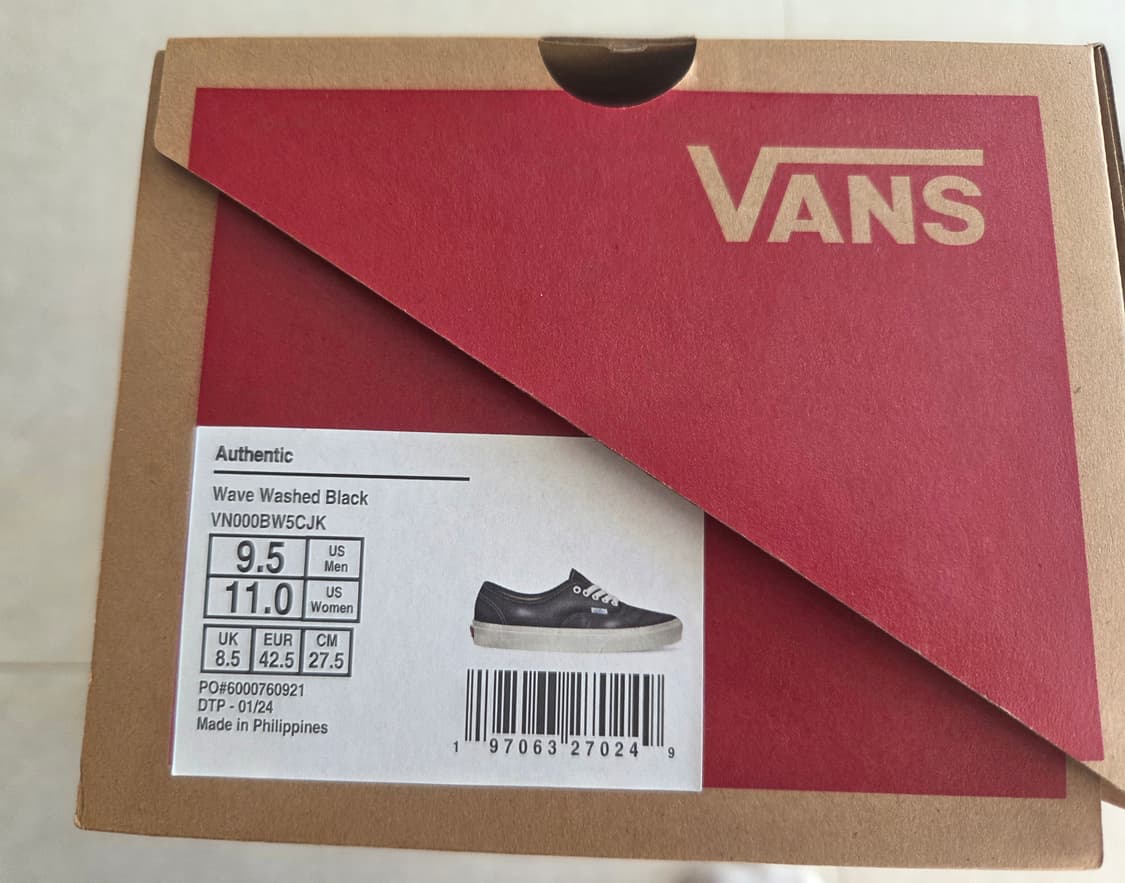 VANS
Authentic
Wave Washed Black
VN000BW5CJK
9.5 US Men
11.0 US Women
UK EUR CM
8.5 42.5 27.5
PO#6000760921
DTP - 01/24
Made in Philippines
1 97063 27024 9